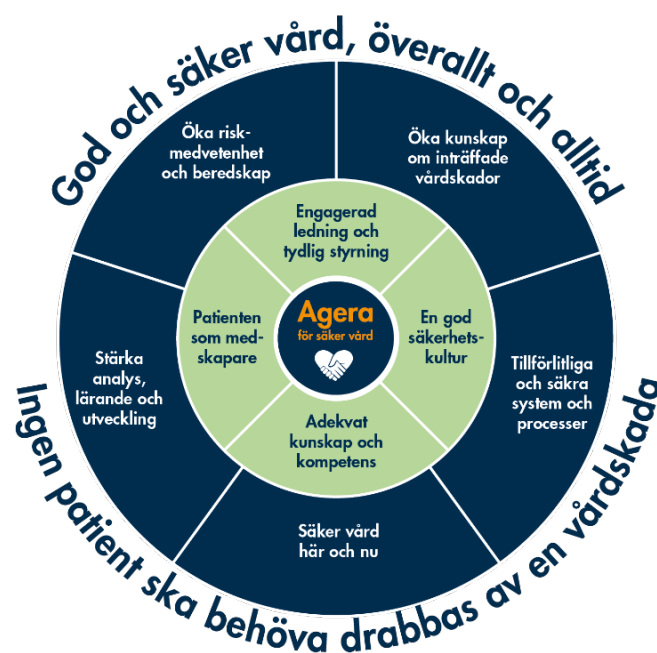 God och säker vård, överallt och alltid
Öka risk-
medvetenhet
och beredskap
Öka kunskap
om inträffade
vårdskador
Engagerad
ledning och
tydlig styrning
Patienten
som med-
skapare
Agera
för säker vård
En god
säkerhets-
kultur
Stärka
analys,
lärande och
utveckling
Tillförlitliga
och säkra
system och
processer
Adekvat
kunskap och
kompetens
Säker vård
här och nu
Ingen patient ska behöva drabbas av en vårdskada